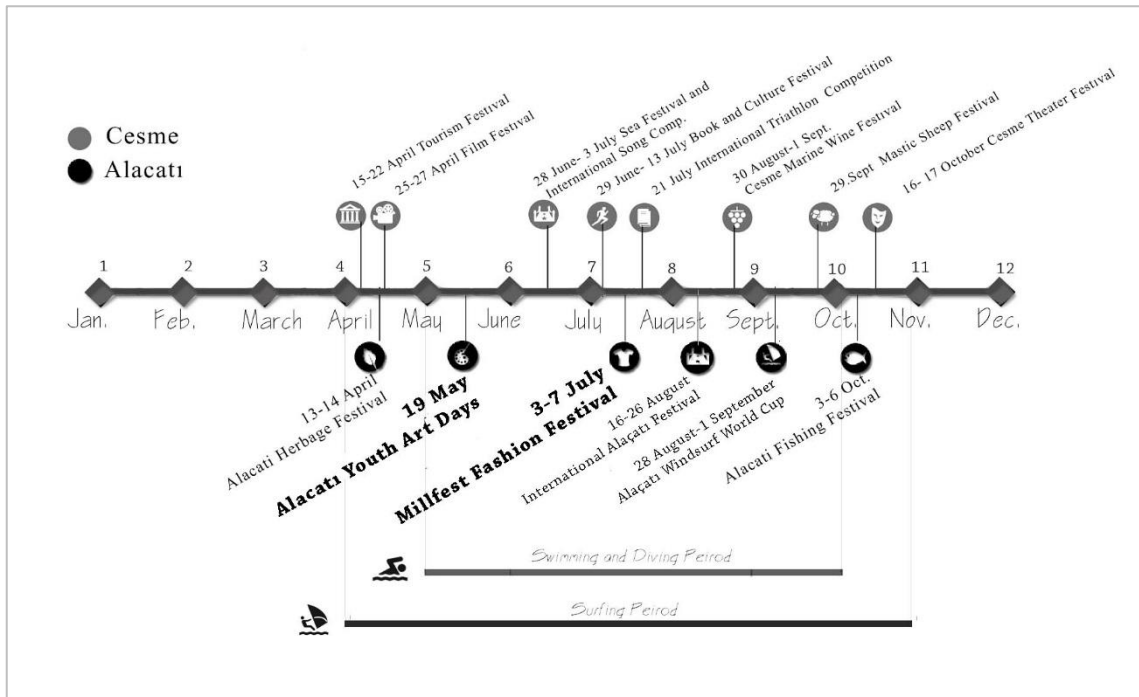 Cesme
Alacatı
15-22 April Tourism Festıval
25-27 April Film Festıval
28 June- 3 July Sea Festıval and
International Song Comp.
29 June- 13 July Book and Culture Festıval
21 July International Triathlon Competition
30 August-1 Sept.
Cesme Marine Wine Festival
29.Sept Mastic Sheep Festival
16- 17 October Cesme Theater Festival
1 2 3 4 5 6 7 8 9 10 11 12
Jan. Feb. March April May June July August Sept. Oct. Nov. Dec.
13-14 April
Alacati Herbage Festival
19 May
Alacatı Youth Art Days
3-7 July
Millfest Fashion Festival
16-26 August
International Alaçatı Festival
28 August-1 September
Alaçatı Windsurf World Cup
3-6 Oct.
Alacati Fishing Festival
Swimming and Diving Peirod
Surfing Peirod